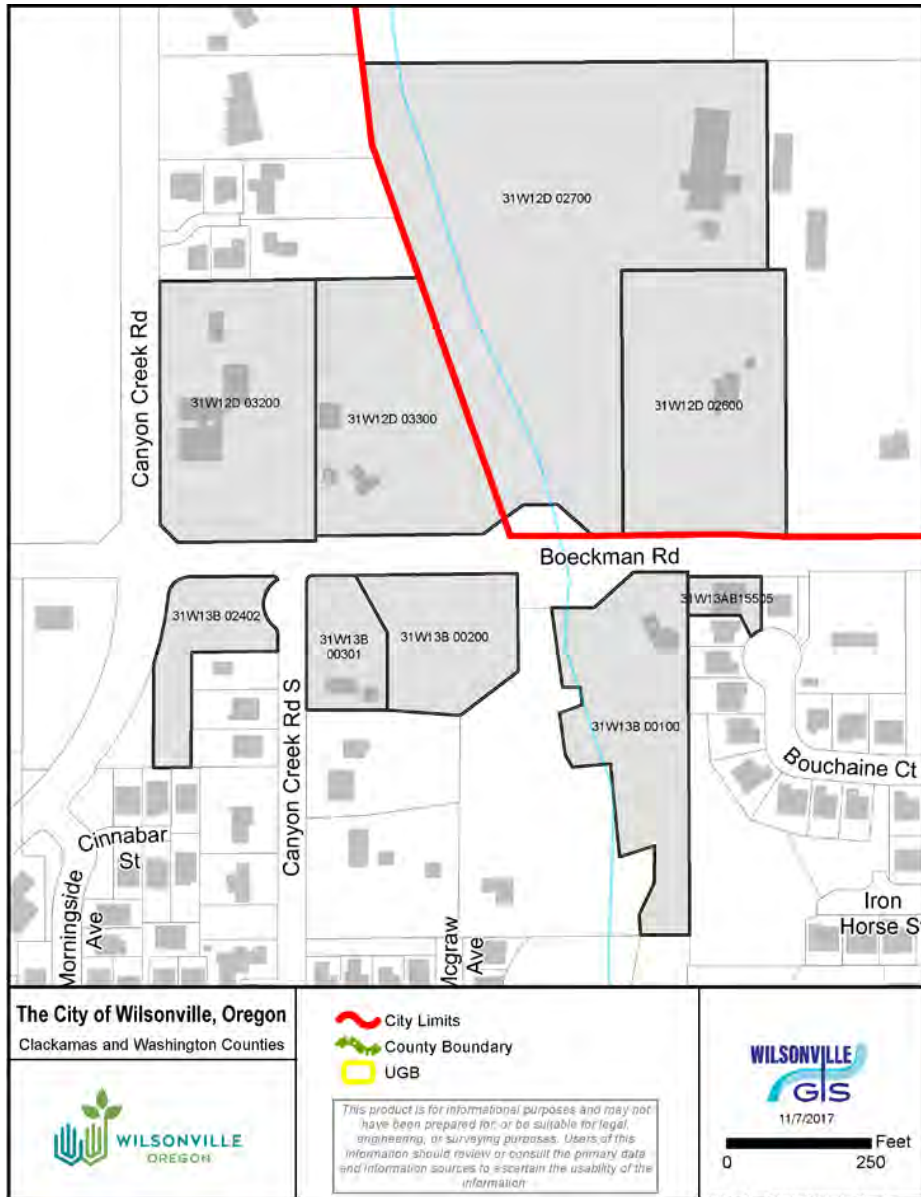 31W12D 02700
Canyon Creek Rd
31W12D 03200
31W12D 03300
31W12D 02600
Boeckman Rd
31W13B 02402
31W13B
00301
31W13B 00200
31W13AB15505
31W13B 00100
Canyon Creek Rd S
Bouchaine Ct
Cinnabar
St
Morningside
Ave
Mcgraw
Ave
Iron
Horse S
The City of Wilsonville, Oregon
Clackamas and Washington Counties
WILSONVILLE
OREGON
City Limits
County Boundary
UGB
This product is for informational purposes and may not
have been prepared for, or be suitable for legal,
engineering, or surveying purposes. Users of this
information should review or consult the primary data
and information sources to ascertain the usability of the
information
WILSONVILLE
GIS
11/7/2017
Feet
0 250